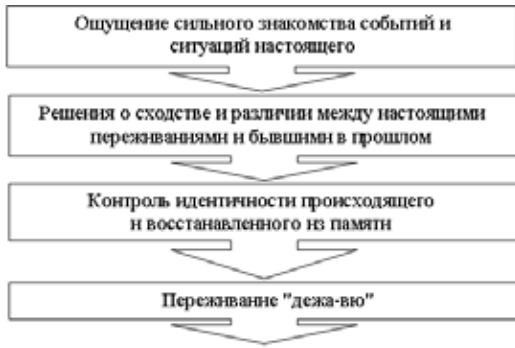 Ощущение сильного знакомства событий и
ситуаций настоящего
Решения о сходстве и различии между настоящими
переживаниями и бывшими в прошлом
Контроль идентичности происходящего
и восстановленного из памяти
Переживание "дежа-вю"